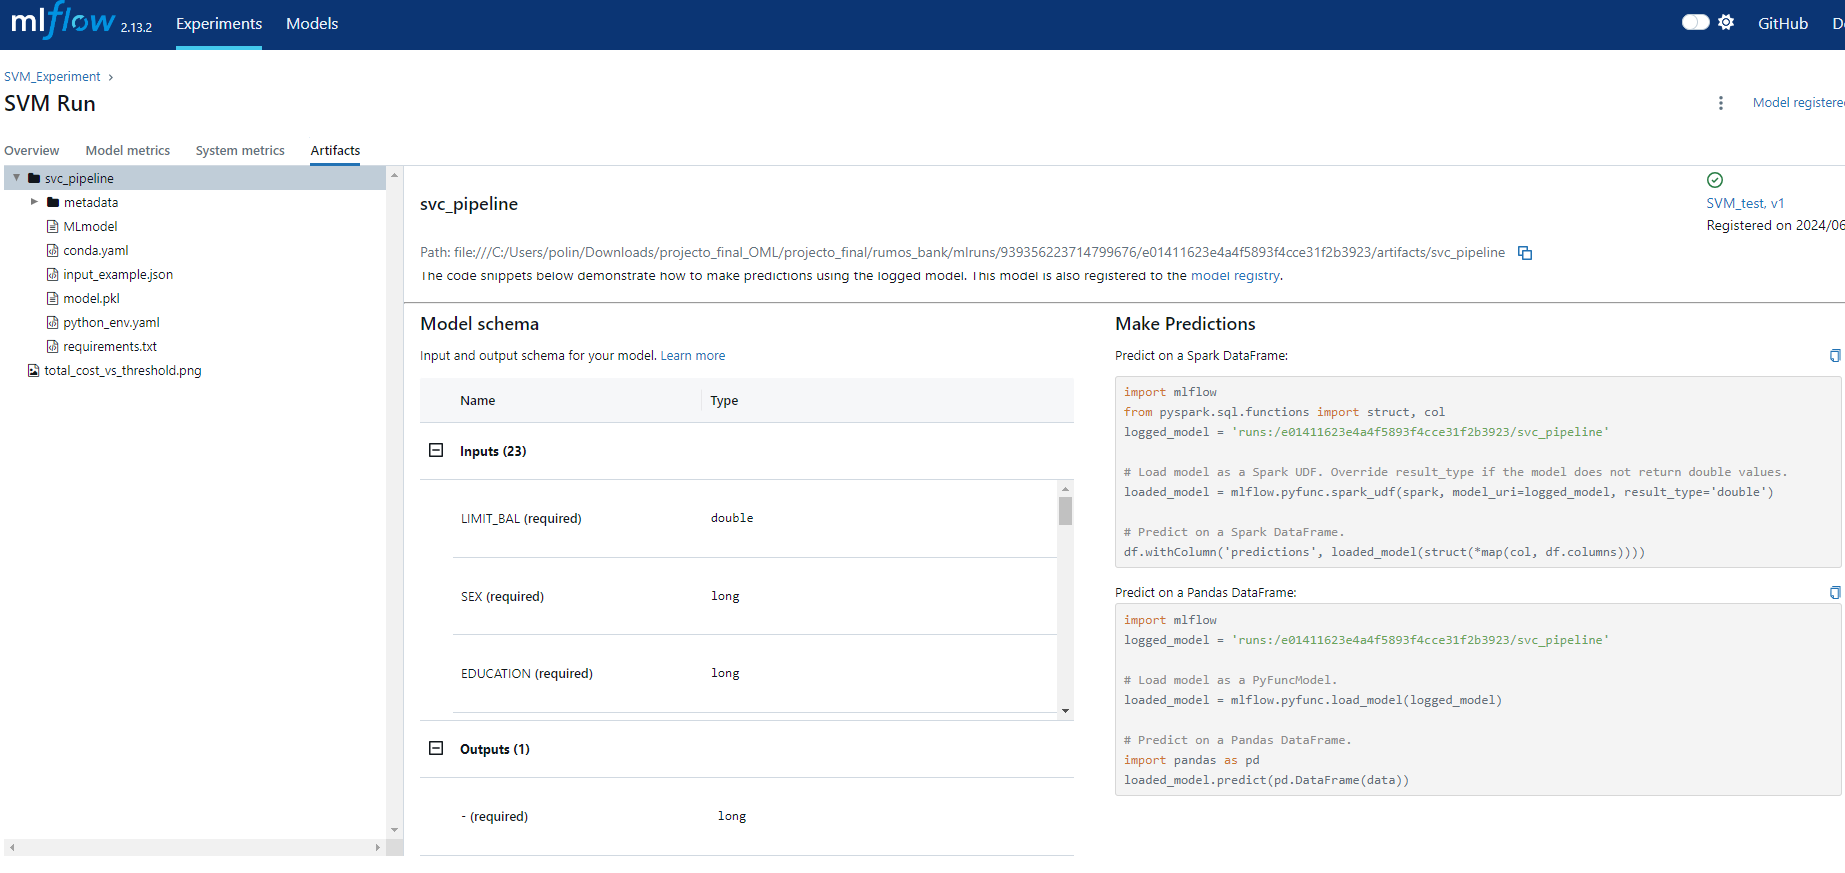 mlflow 2.13.2 Experiments Models GitHub
SVM_Experiment ›
SVM Run
Model registered
Overview Model metrics System metrics Artifacts
svc_pipeline
metadata
MLmodel
conda.yaml
input_example.json
model.pkl
python_env.yaml
requirements.txt
total_cost_vs_threshold.png
svc_pipeline
SVM_test, v1
Registered on 2024/06
Path: file:///C:/Users/polin/Downloads/projecto_final_OML/projecto_final/rumos_bank/mlruns/939356223714799676/e01411623e4a4f5893f4cce31f2b3923/artifacts/svc_pipeline
The code snippets below demonstrate how to make predictions using the logged model. This model is also registered to the model registry.
Model schema
Input and output schema for your model. Learn more
Name Type
Inputs (23)
LIMIT_BAL (required) double
SEX (required) long
EDUCATION (required) long
Outputs (1)
- (required) long
Make Predictions
Predict on a Spark DataFrame:
import mlflow
from pyspark.sql.functions import struct, col
logged_model = 'runs:/e01411623e4a4f5893f4cce31f2b3923/svc_pipeline'
# Load model as a Spark UDF. Override result_type if the model does not return double values.
loaded_model = mlflow.pyfunc.spark_udf(spark, model_uri=logged_model, result_type='double')
# Predict on a Spark DataFrame.
df.withColumn('predictions', loaded_model(struct(*map(col, df.columns))))
Predict on a Pandas DataFrame:
import mlflow
logged_model = 'runs:/e01411623e4a4f5893f4cce31f2b3923/svc_pipeline'
# Load model as a PyFuncModel.
loaded_model = mlflow.pyfunc.load_model(logged_model)
# Predict on a Pandas DataFrame.
import pandas as pd
loaded_model.predict(pd.DataFrame(data))